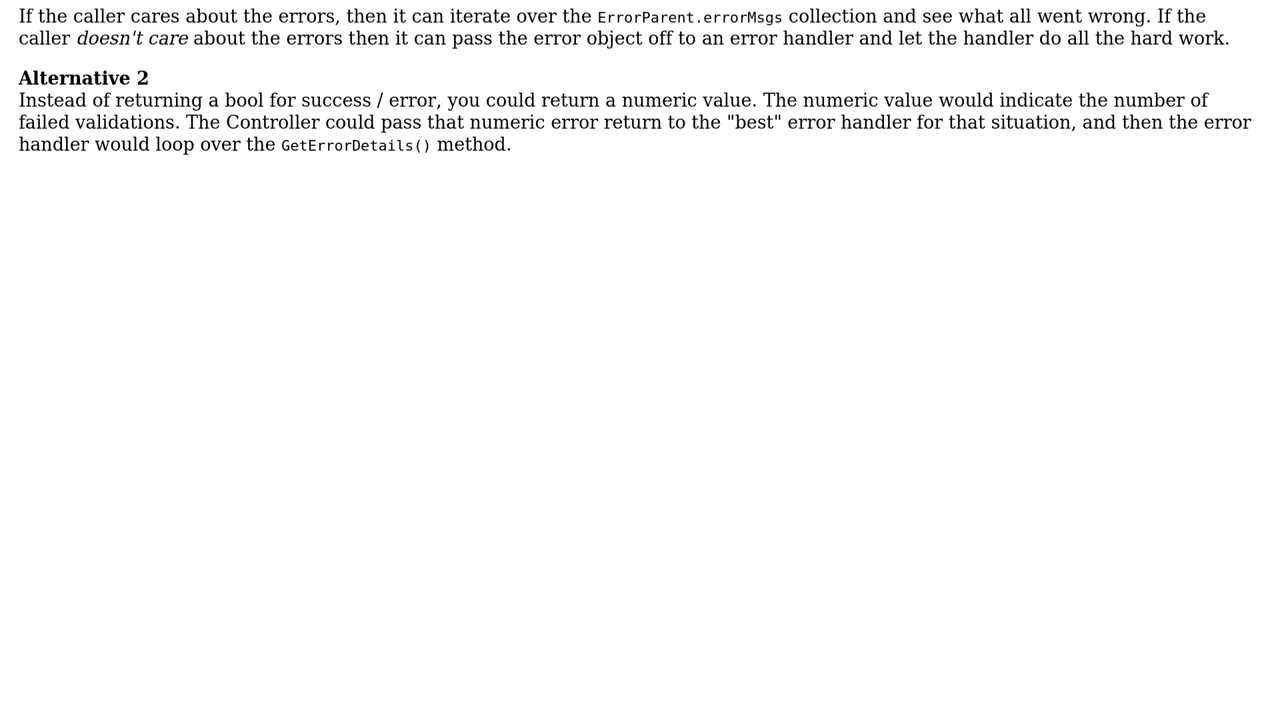 If the caller cares about the errors, then it can iterate over the ErrorParent.errorMsgs collection and see what all went wrong. If the
caller doesn't care about the errors then it can pass the error object off to an error handler and let the handler do all the hard work.
Alternative 2
Instead of returning a bool for success / error, you could return a numeric value. The numeric value would indicate the number of
failed validations. The Controller could pass that numeric error return to the "best" error handler for that situation, and then the error
handler would loop over the GetErrorDetails() method.